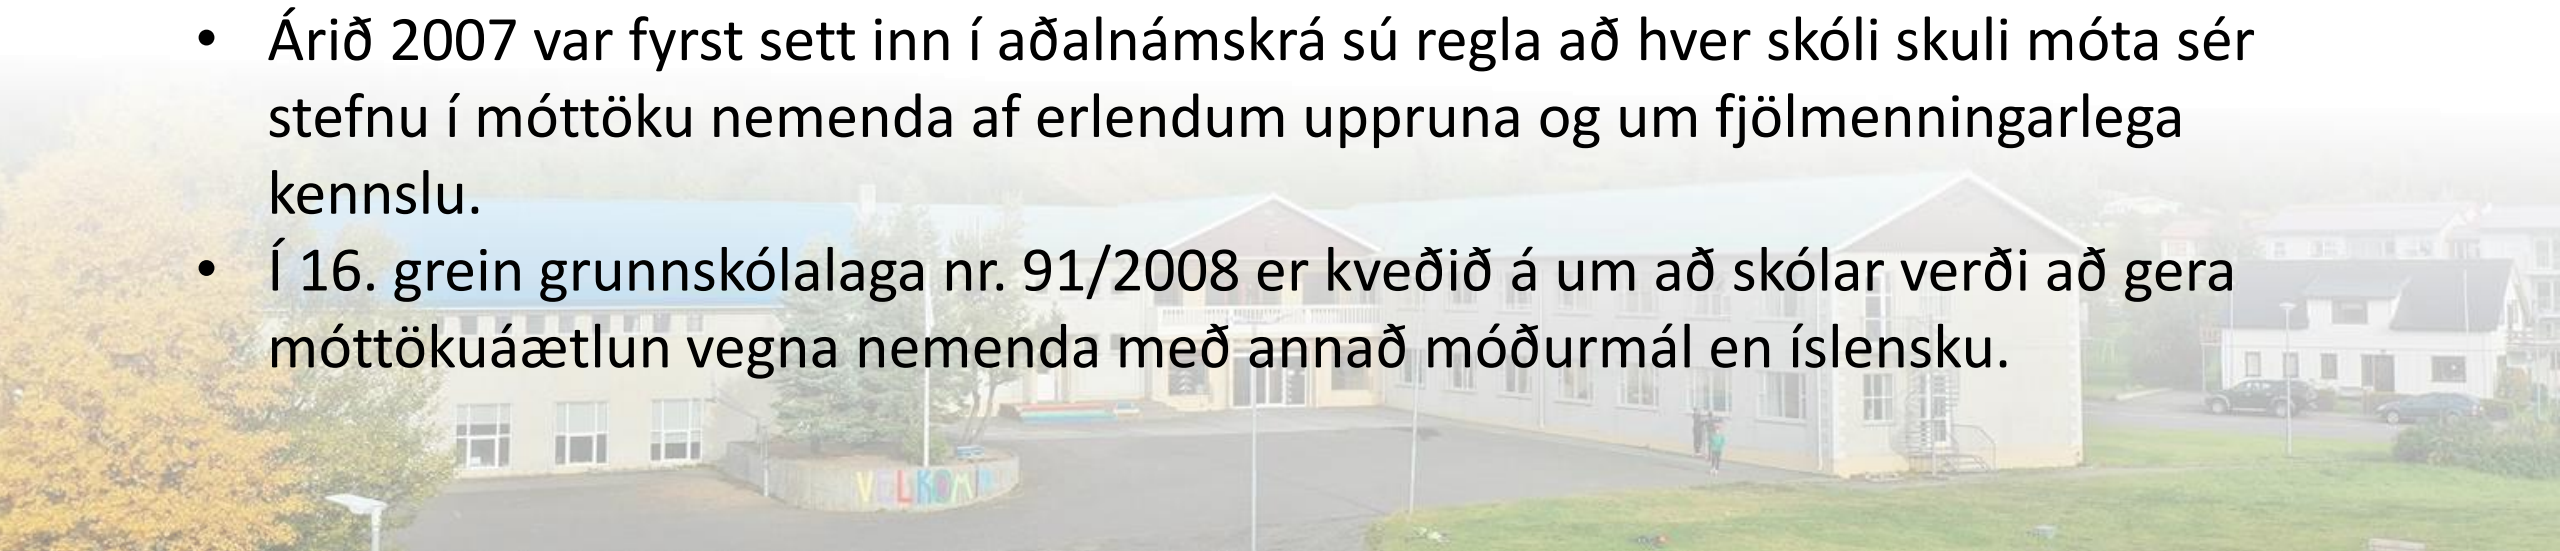 • Árið 2007 var fyrst sett inn í aðalnámskrá sú regla að hver skóli skuli móta sér
stefnu í móttöku nemenda af erlendum uppruna og um fjölmenningarlega
kennslu.
• Í 16. grein grunnskólalaga nr. 91/2008 er kveðið á um að skólar verði að gera
móttökuáætlun vegna nemenda með annað móðurmál en íslensku.